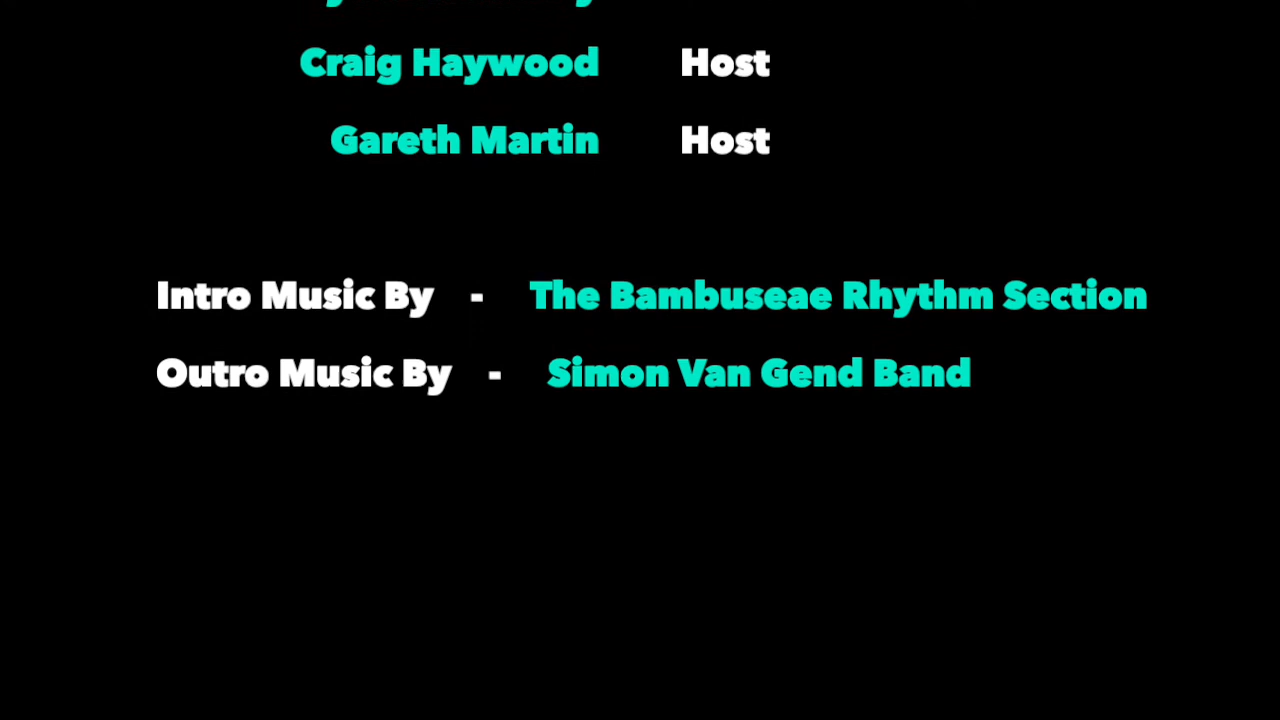 Craig Haywood Host
Gareth Martin Host
Intro Music By - The Bambuseae Rhythm Section
Outro Music By - Simon Van Gend Band